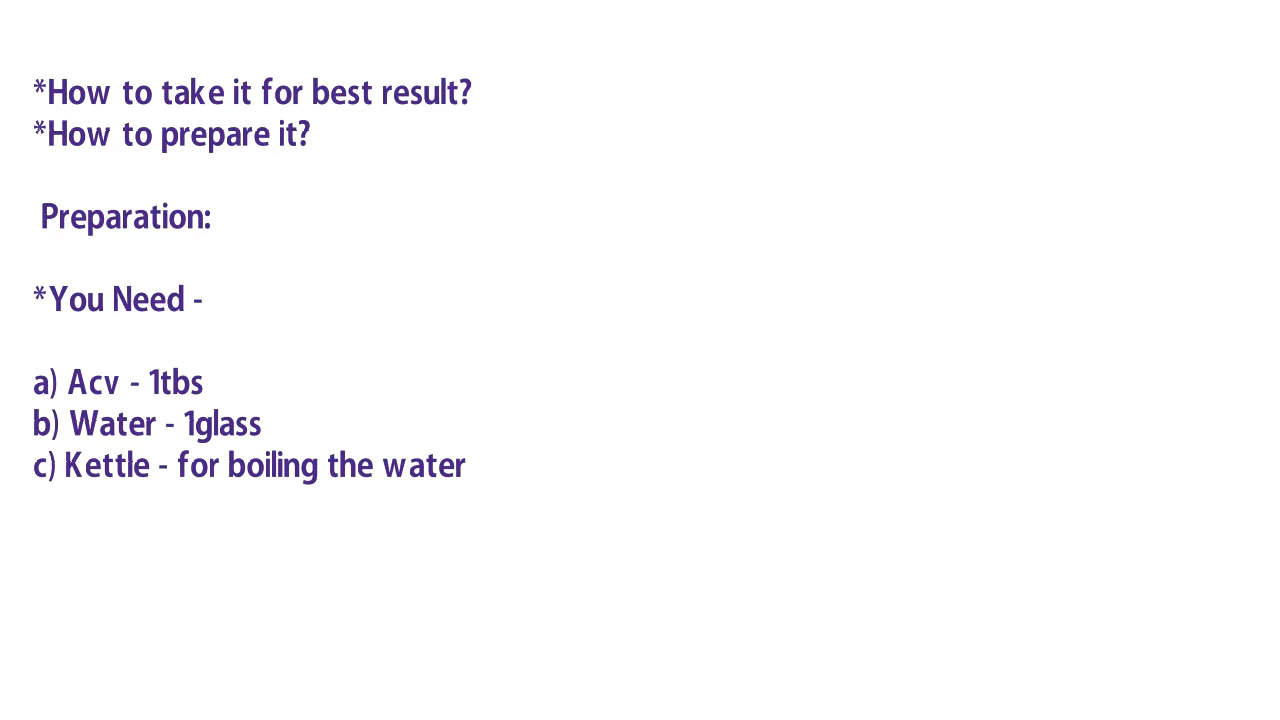 *How to take it for best result?
*How to prepare it?
Preparation:
*You Need -
a) Acv - 1tbs
b) Water - 1glass
c) Kettle - for boiling the water